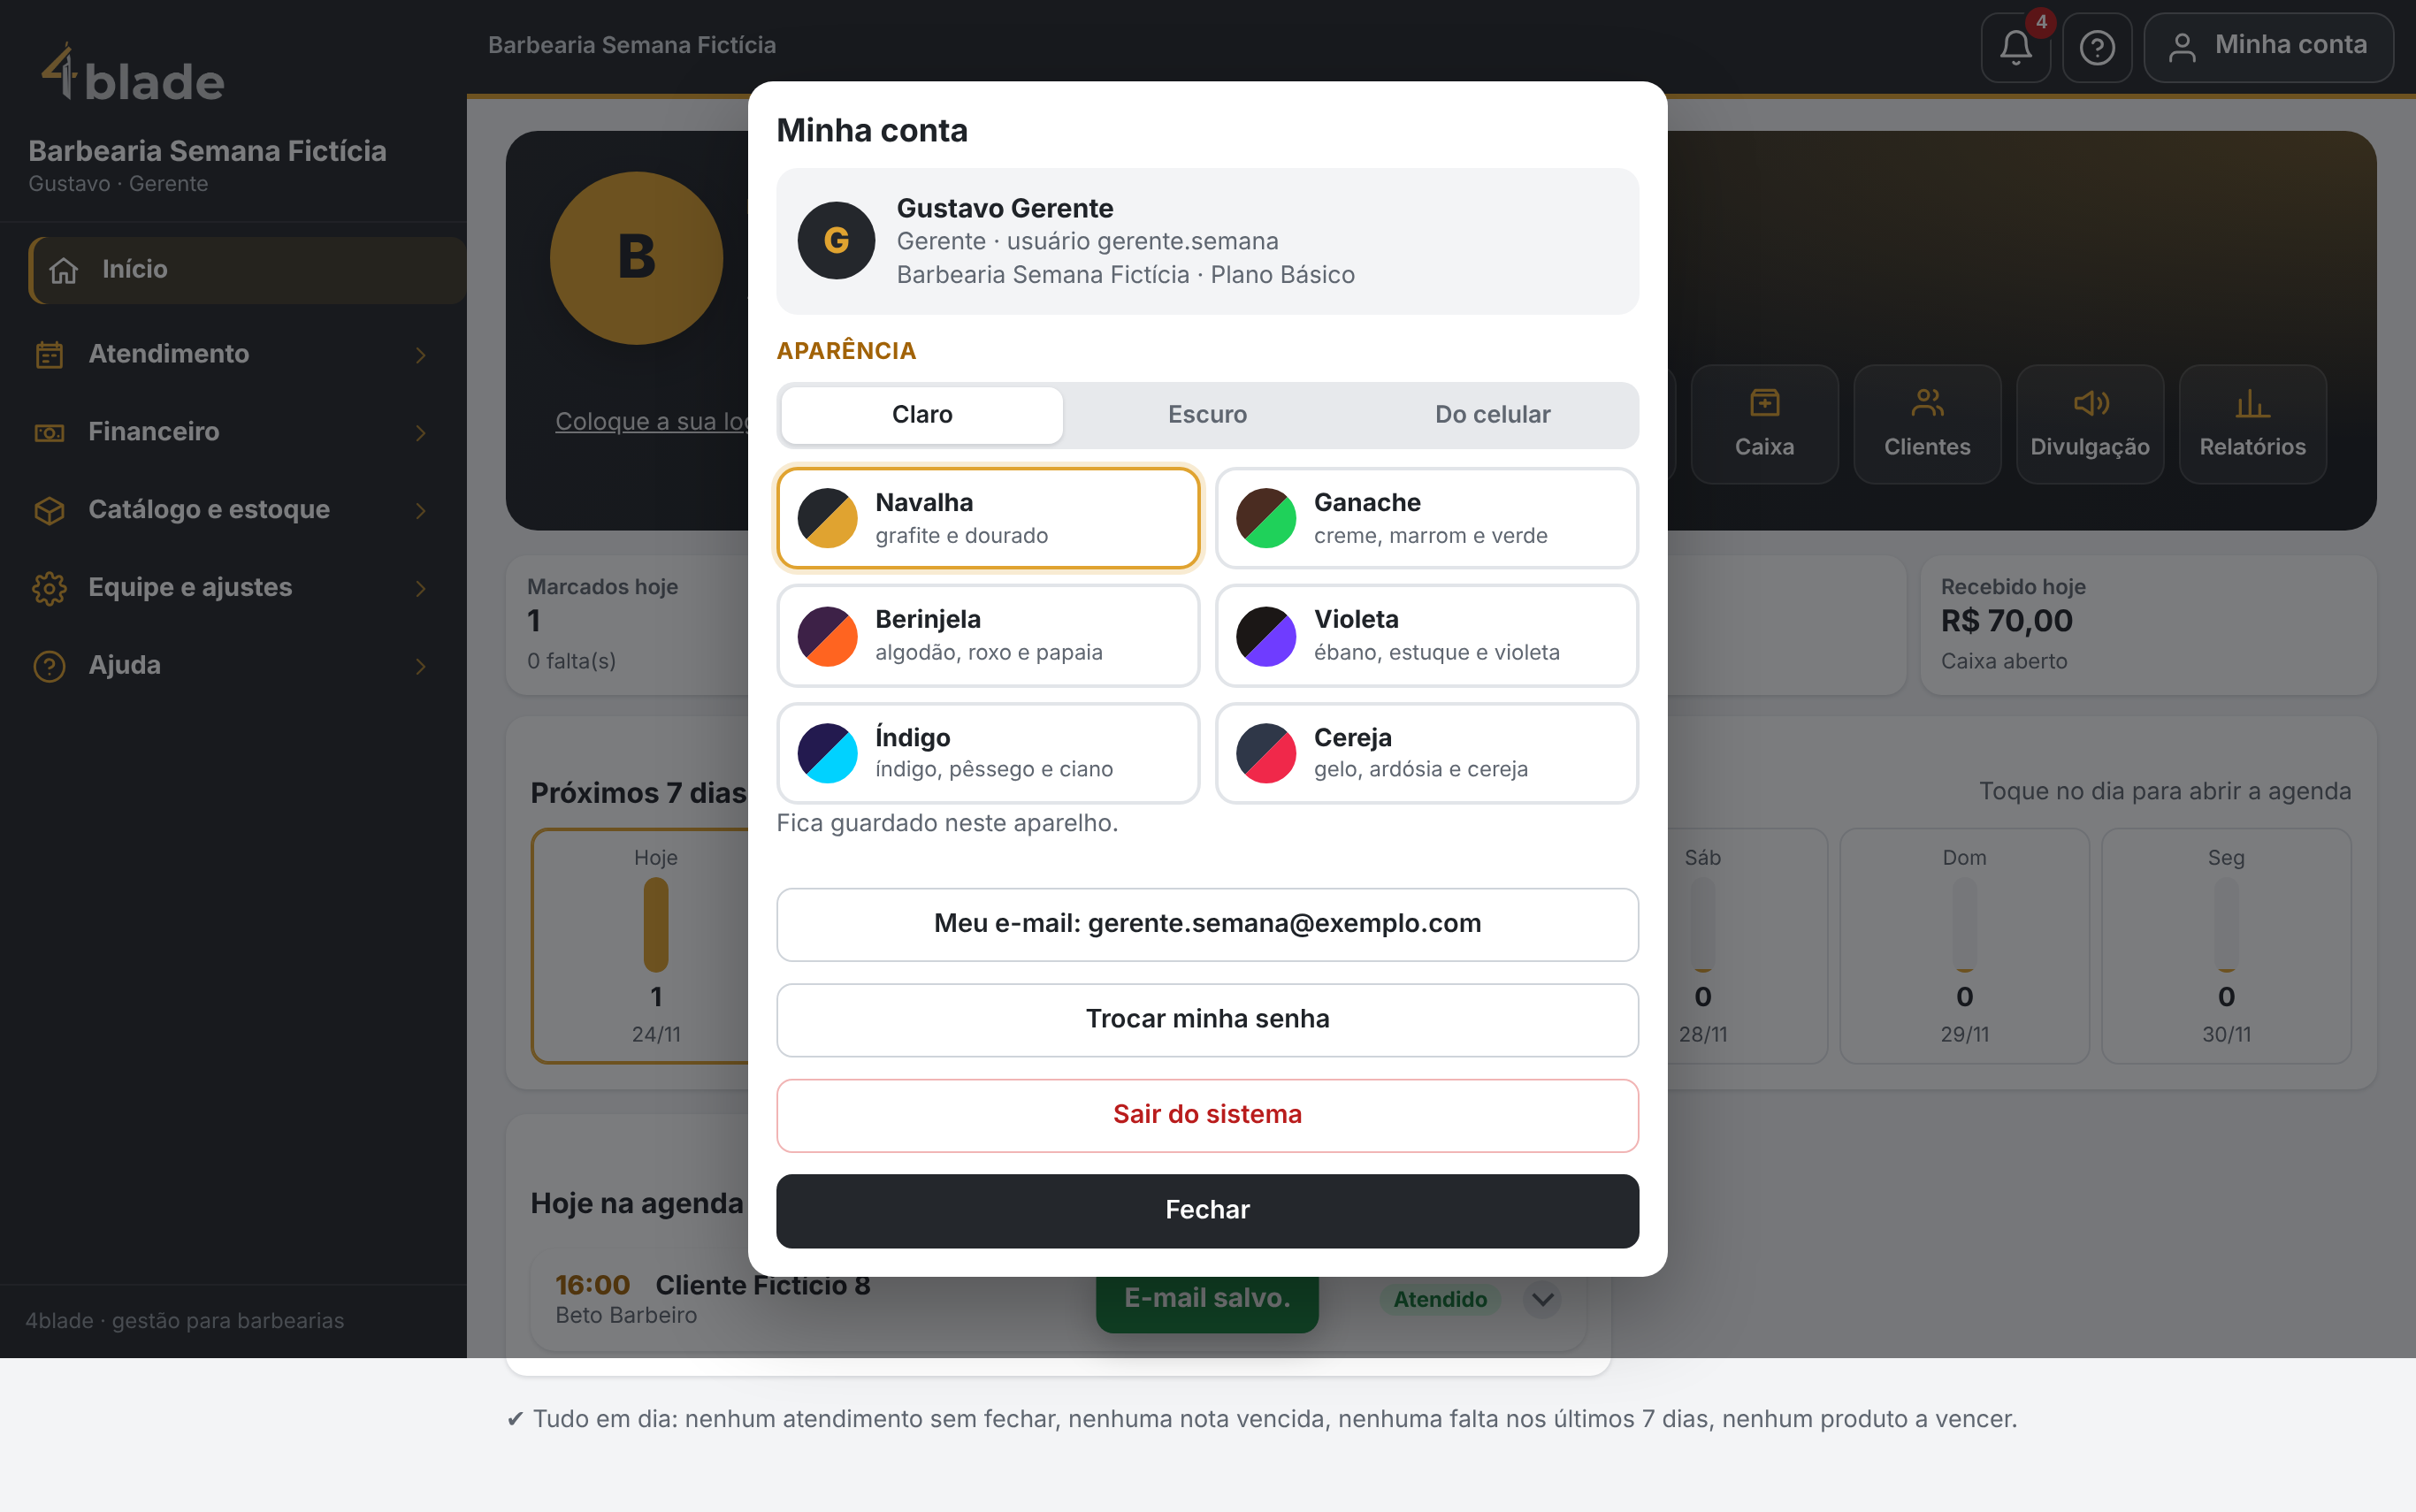 4blade
Barbearia Semana Fictícia
Gustavo · Gerente
Início
Atendimento
Financeiro
Catálogo e estoque
Equipe e ajustes
Ajuda
4blade · gestão para barbearias
Barbearia Semana Fictícia
4
Minha conta
B
Coloque a sua
Caixa
Clientes
Divulgação
Relatórios
Marcados hoje
1
0 falta(s)
Recebido hoje
R$ 70,00
Caixa aberto
Próximos 7 dias
Toque no dia para abrir a agenda
Hoje
1
24/11
Sáb
0
28/11
Dom
0
29/11
Seg
0
30/11
Hoje na agenda
16:00 Cliente Fictício 8
Beto Barbeiro
E-mail salvo.
Atendido
✔ Tudo em dia: nenhum atendimento sem fechar, nenhuma nota vencida, nenhuma falta nos últimos 7 dias, nenhum produto a vencer.
Minha conta
G
Gustavo Gerente
Gerente · usuário gerente.semana
Barbearia Semana Fictícia · Plano Básico
APARÊNCIA
Claro
Escuro
Do celular
Navalha
grafite e dourado
Ganache
creme, marrom e verde
Berinjela
algodão, roxo e papaia
Violeta
ébano, estuque e violeta
Índigo
índigo, pêssego e ciano
Cereja
gelo, ardósia e cereja
Fica guardado neste aparelho.
Meu e-mail: gerente.semana@exemplo.com
Trocar minha senha
Sair do sistema
Fechar